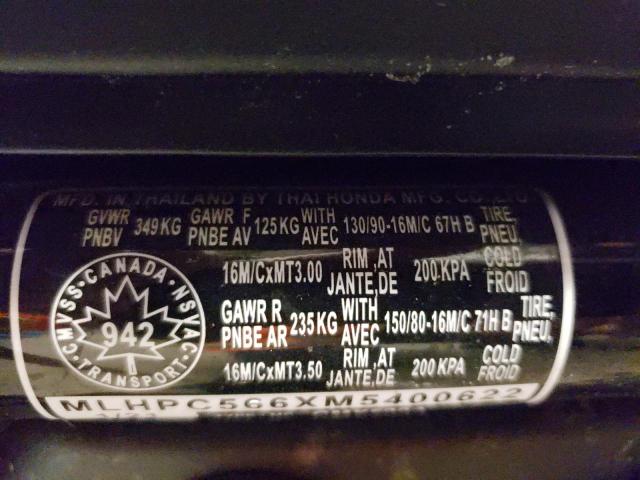 MFD. IN THAILAND BY THAI HONDA MFG. CO., LTD
GVWR PNBV 349 KG GAWR F PNBE AV 125 KG WITH AVEC 130/90-16M/C 67H B TIRE, PNEU,
16M/CxMT3.00 RIM ,AT JANTE,DE 200 KPA COLD FROID
GAWR R PNBE AR 235 KG WITH AVEC 150/80-16M/C 71H B TIRE, PNEU,
16M/CxMT3.50 RIM ,AT JANTE,DE 200 KPA COLD FROID
CANADA
CMVSS NSVAC
942
TRANSPORT
MLHPC566XM5400622